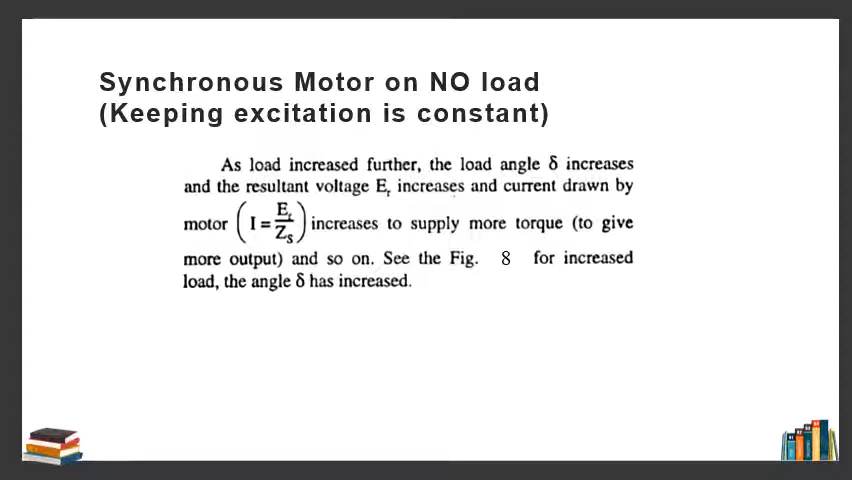 Synchronous Motor on NO load
(Keeping excitation is constant)
As load increased further, the load angle δ increases
and the resultant voltage Eᵣ increases and current drawn by
motor (I = Eᵣ/Zₛ) increases to supply more torque (to give
more output) and so on. See the Fig. 8 for increased
load, the angle δ has increased.